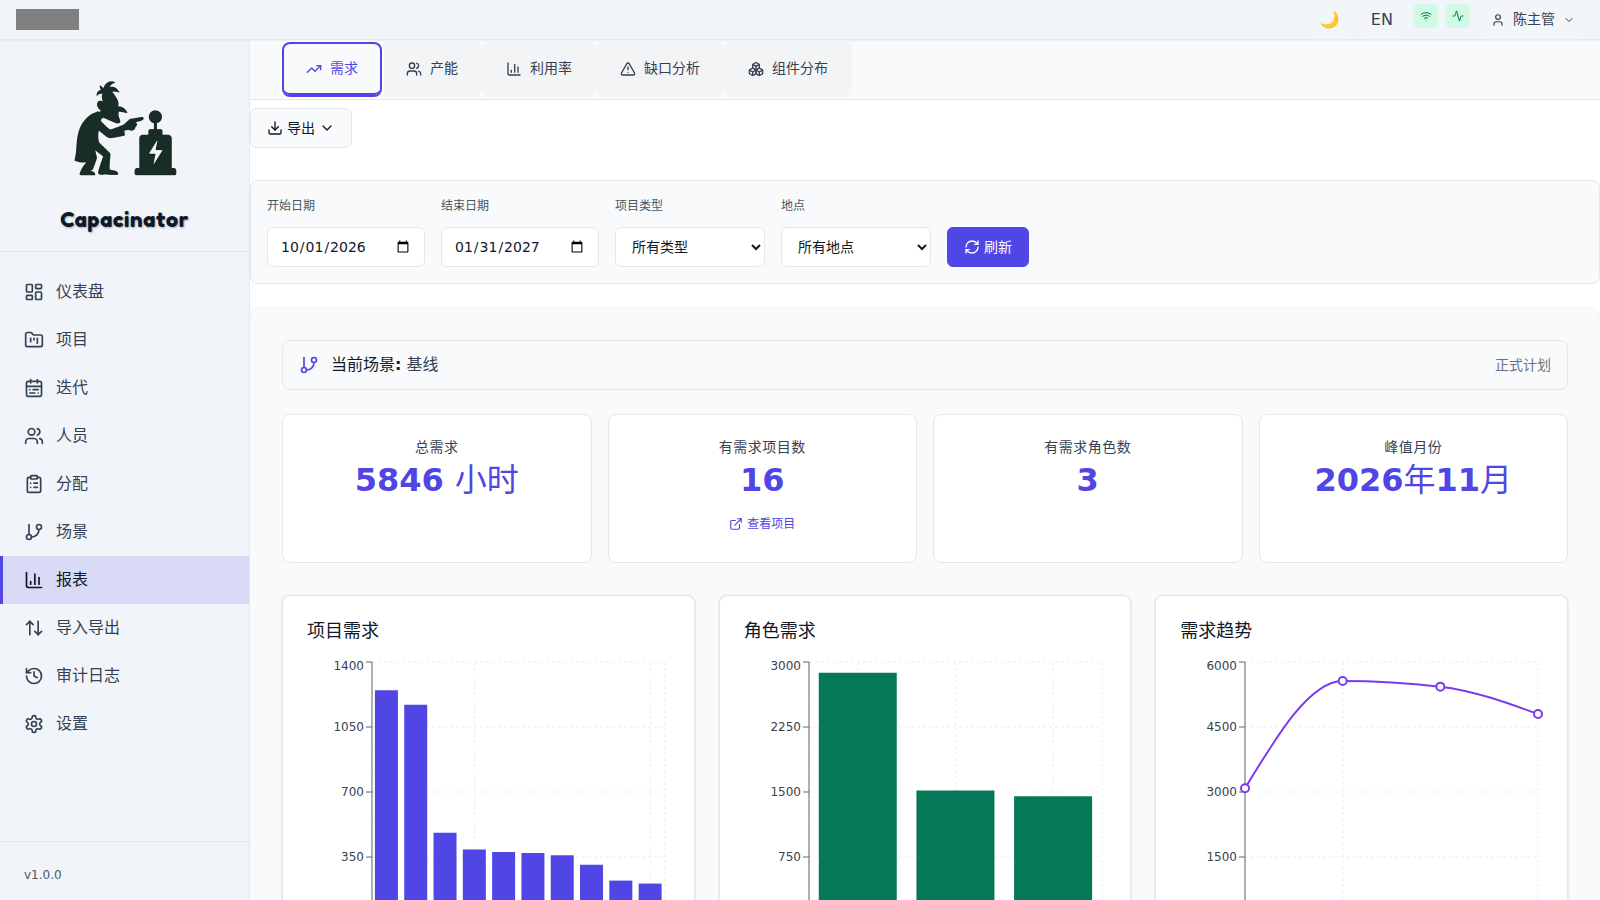 EN
陈主管
Capacinator
仪表盘
项目
迭代
人员
分配
场景
报表
导入导出
审计日志
设置
v1.0.0
需求
产能
利用率
缺口分析
组件分布
导出
开始日期
结束日期
项目类型
地点
10/01/2026
01/31/2027
所有类型
所有地点
刷新
当前场景: 基线
正式计划
总需求
5846 小时
有需求项目数
16
查看项目
有需求角色数
3
峰值月份
2026年11月
项目需求
1400
1050
700
350
角色需求
3000
2250
1500
750
需求趋势
6000
4500
3000
1500